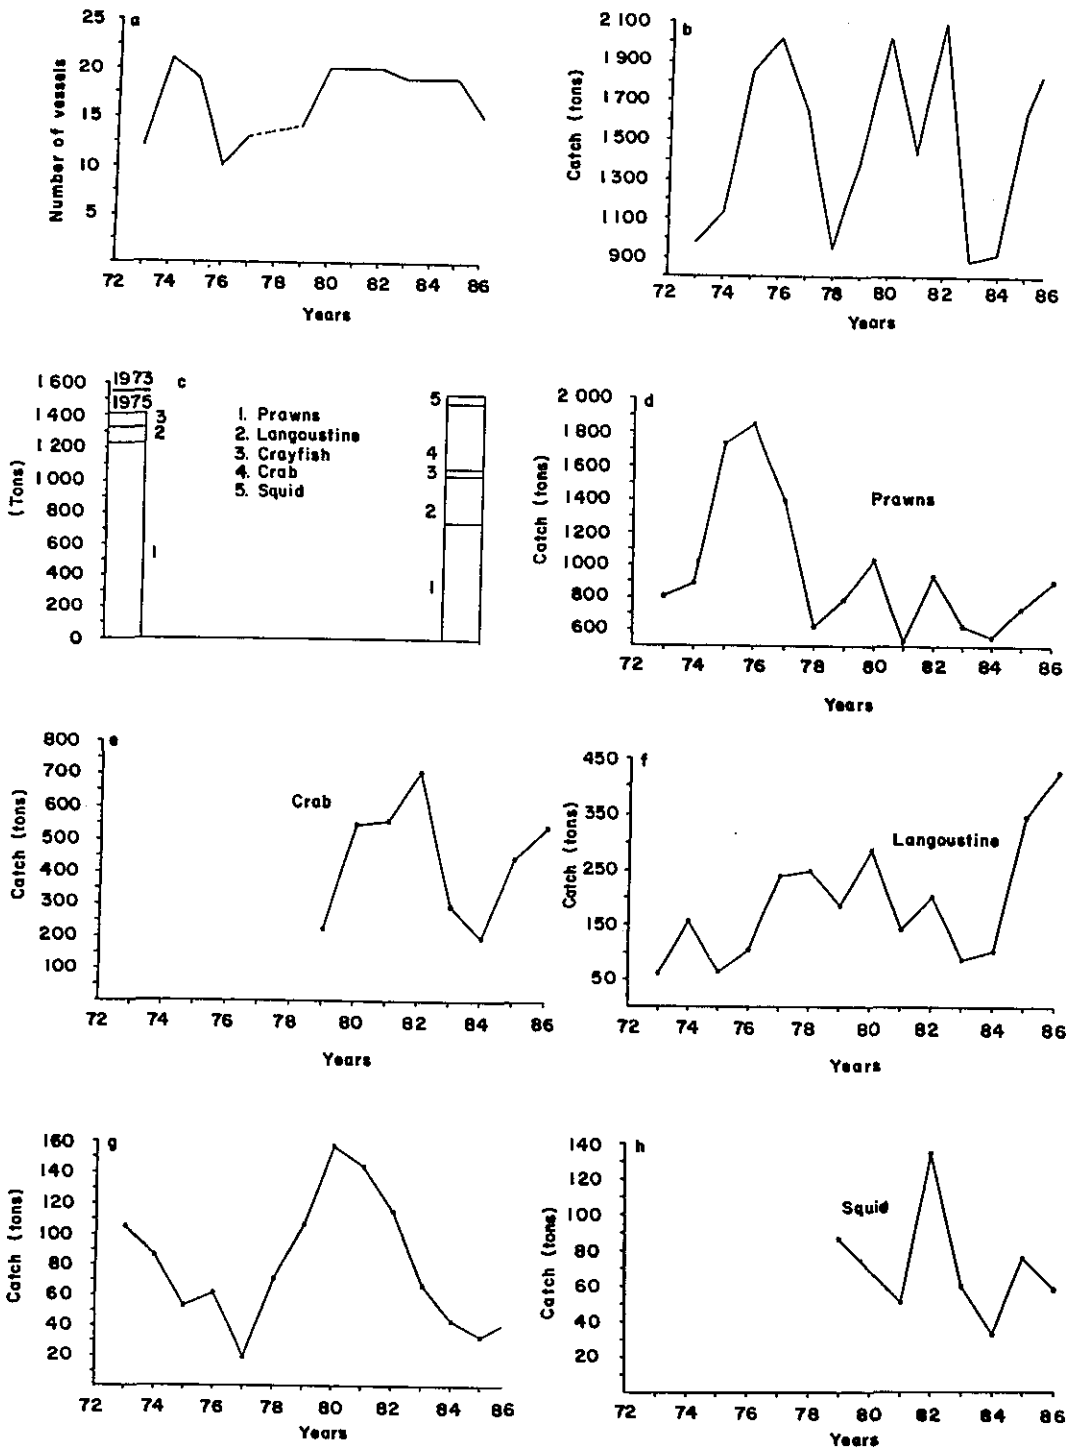 a
25
20
15
10
5
Number of vessels
72 74 76 78 80 82 84 86
Years
b
2 100
1 900
1 700
1 500
1 300
1 100
900
Catch (tons)
72 74 76 78 80 82 84 86
Years
c
1 600
1 400
1 200
1 000
800
600
400
200
0
(Tons)
1973
1975
3
2
1
1. Prawns
2. Langoustine
3. Crayfish
4. Crab
5. Squid
5
4
3
2
1
d
2 000
1 800
1 600
1400
1200
1000
800
600
Catch (tons)
Prawns
72 74 76 78 80 82 84 86
Years
e
800
700
600
500
400
300
200
100
Catch (tons)
Crab
72 74 76 78 80 82 84 86
Years
f
450
350
250
150
50
Catch (tons)
Langoustine
72 74 76 78 80 82 84 86
Years
g
160
140
120
100
80
60
40
20
Catch (tons)
72 74 76 78 80 82 84 86
Years
h
140
120
100
80
60
40
20
Catch (tons)
Squid
72 74 76 78 80 82 84 86
Years